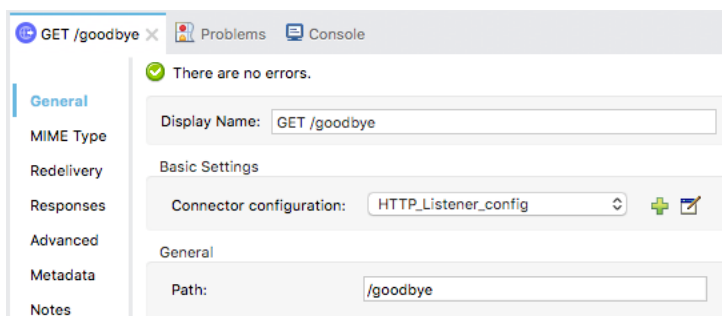 GET /goodbye Problems Console
There are no errors.
General
Display Name: GET /goodbye
MIME Type
Basic Settings
Redelivery
Connector configuration: HTTP_Listener_config
Responses
Advanced
General
Metadata
Path: /goodbye
Notes